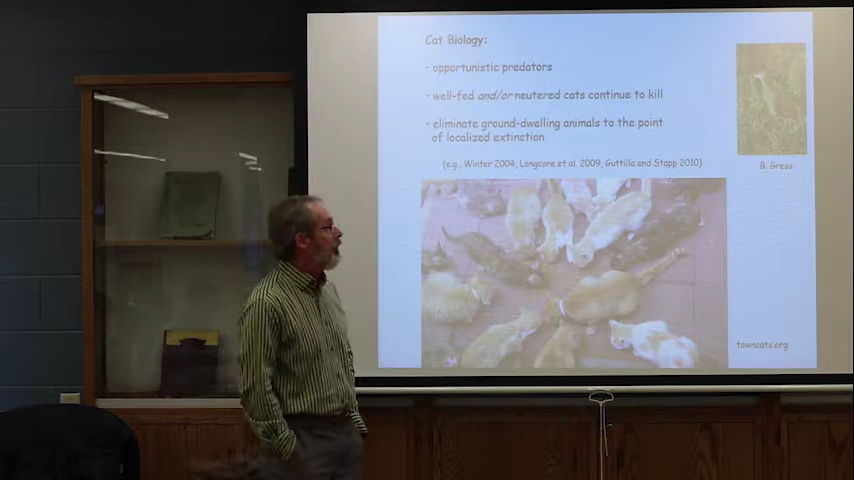 Cat Biology:
• opportunistic predators
• well-fed and/or neutered cats continue to kill
• eliminate ground-dwelling animals to the point
of localized extinction
(e.g., Winter 2004, Longcore et al. 2009, Guttilla and Stapp 2010)
B. Gress
towncats.org